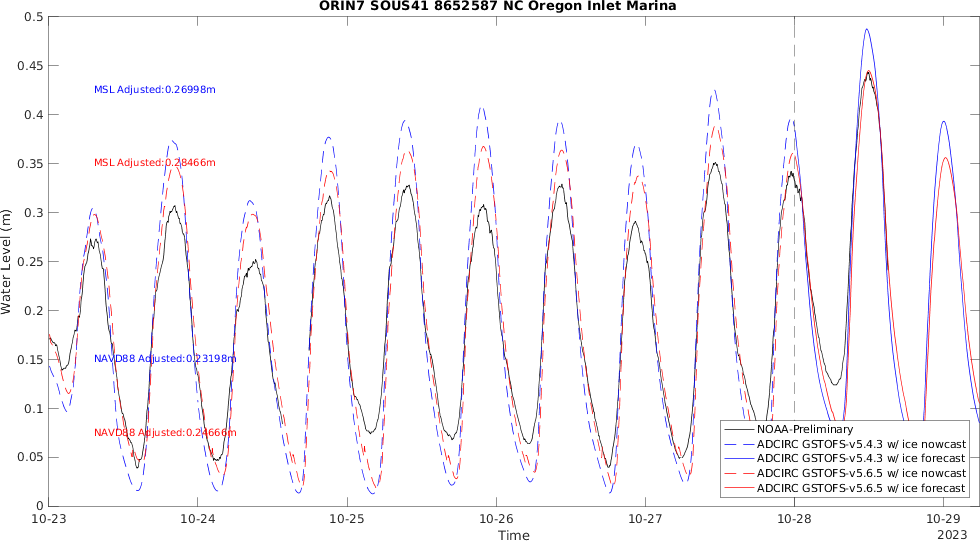 ORIN7 SOUS41 8652587 NC Oregon Inlet Marina
0.5
0.45
0.4
0.35
0.3
0.25
0.2
0.15
0.1
0.05
0
Water Level (m)
MSL Adjusted:0.26998m
MSL Adjusted:0.28466m
NAVD88 Adjusted:0.23198m
NAVD88 Adjusted:0.24666m
NOAA-Preliminary
ADCIRC GSTOFS-v5.4.3 w/ ice nowcast
ADCIRC GSTOFS-v5.4.3 w/ ice forecast
ADCIRC GSTOFS-v5.6.5 w/ ice nowcast
ADCIRC GSTOFS-v5.6.5 w/ ice forecast
10-23 10-24 10-25 10-26 10-27 10-28 10-29
Time
2023